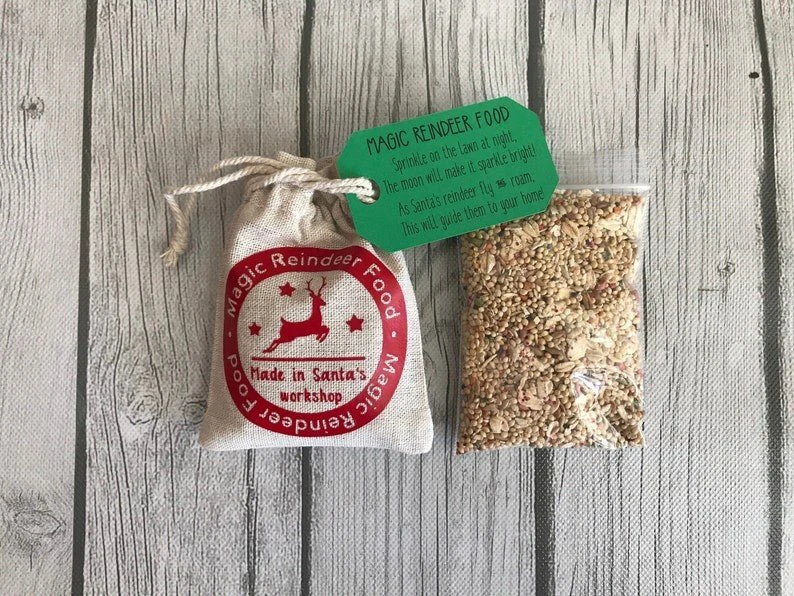 MAGIC REINDEER FOOD
Sprinkle on the lawn at night,
The moon will make it sparkle bright!
As Santa's reindeer fly & roam,
This will guide them to your home!
Magic Reindeer Food - Magic Reindeer Food -
Made in Santa's
workshop